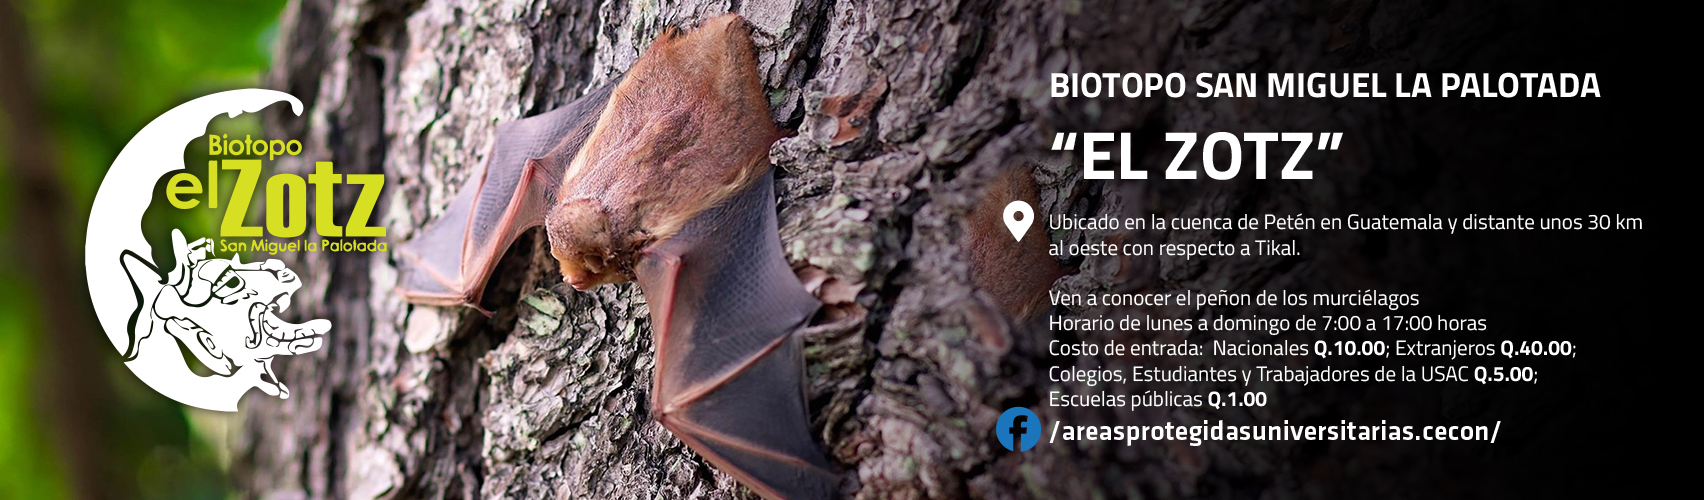 Biotopo
elZotz
San Miguel la Palotada
BIOTOPO SAN MIGUEL LA PALOTADA
“EL ZOTZ”
Ubicado en la cuenca de Petén en Guatemala y distante unos 30 km
al oeste con respecto a Tikal.
Ven a conocer el peñon de los murciélagos
Horario de lunes a domingo de 7:00 a 17:00 horas
Costo de entrada: Nacionales Q.10.00; Extranjeros Q.40.00;
Colegios, Estudiantes y Trabajadores de la USAC Q.5.00;
Escuelas públicas Q.1.00
/areasprotegidasuniversitarias.cecon/